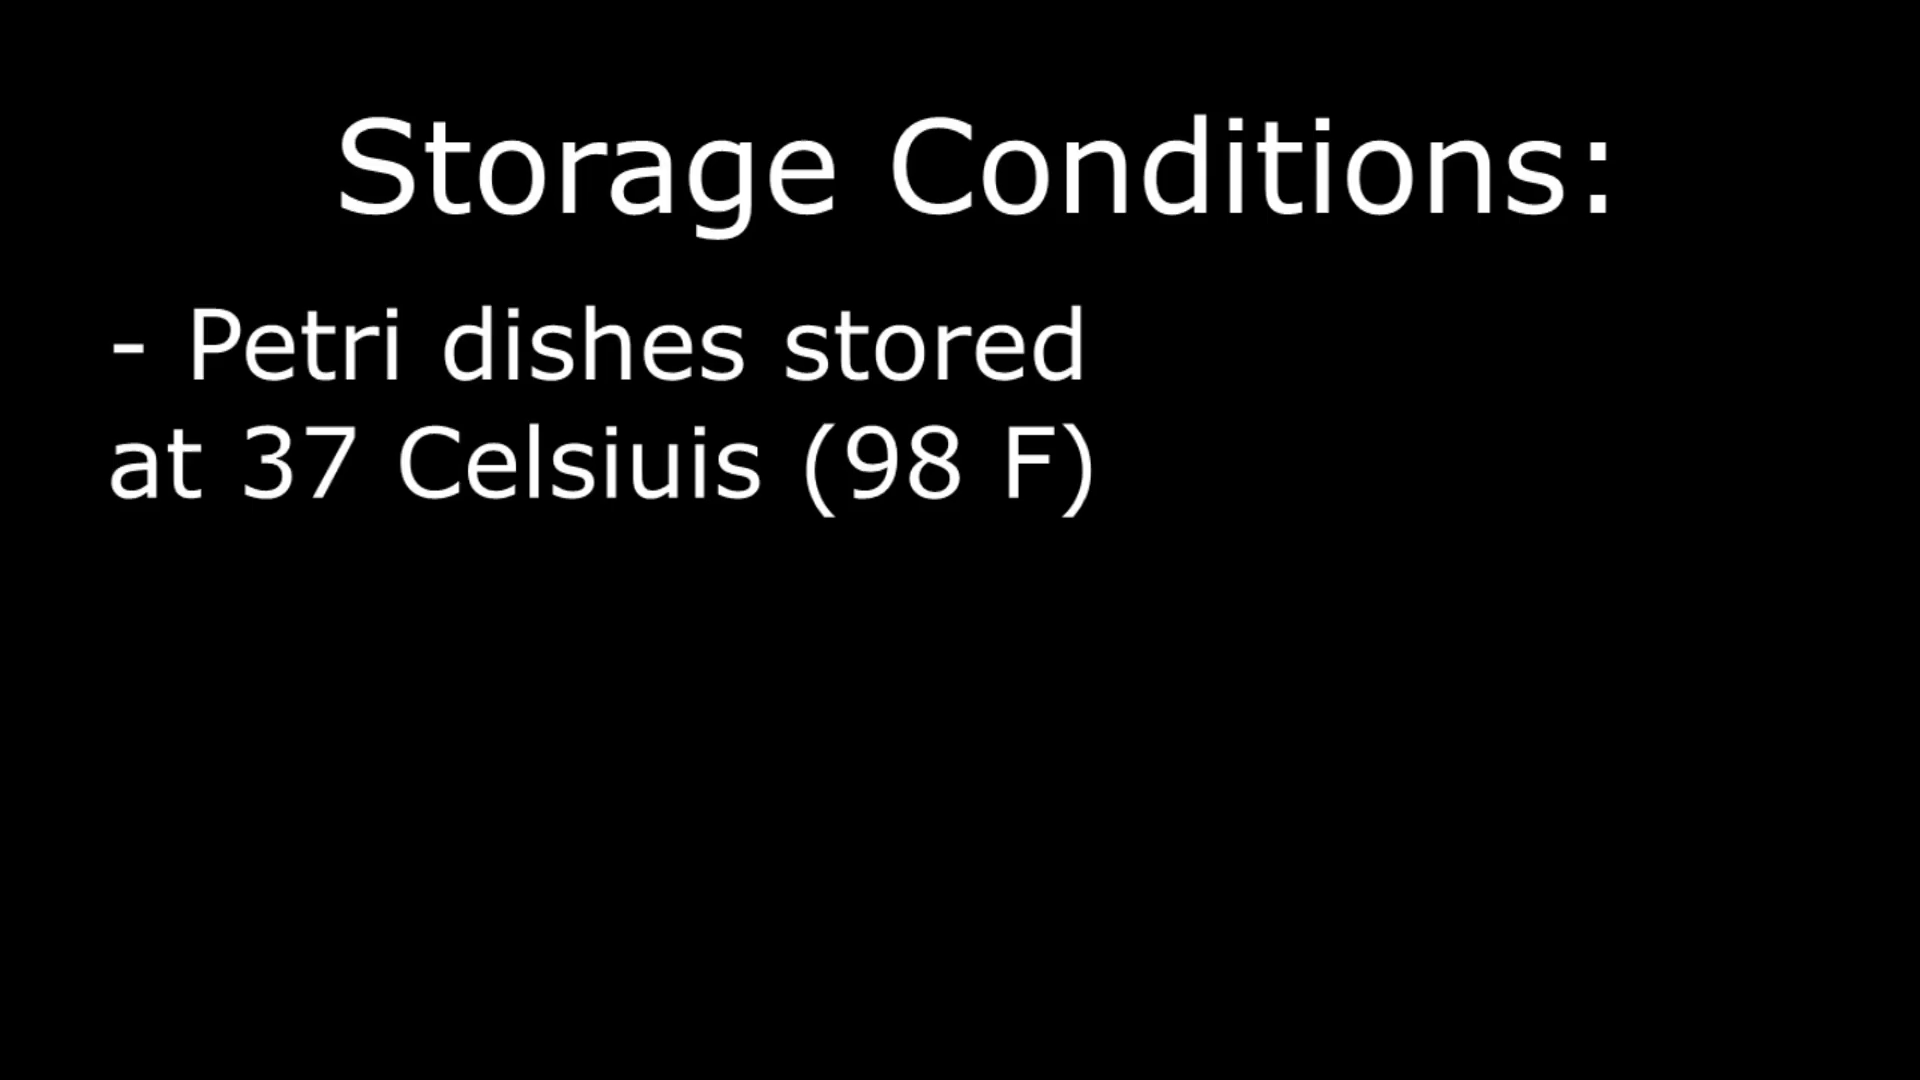 Storage Conditions:
- Petri dishes stored
at 37 Celsiuis (98 F)